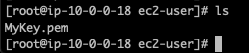 [root@ip-10-0-0-18 ec2-user]# ls
MyKey.pem
[root@ip-10-0-0-18 ec2-user]#